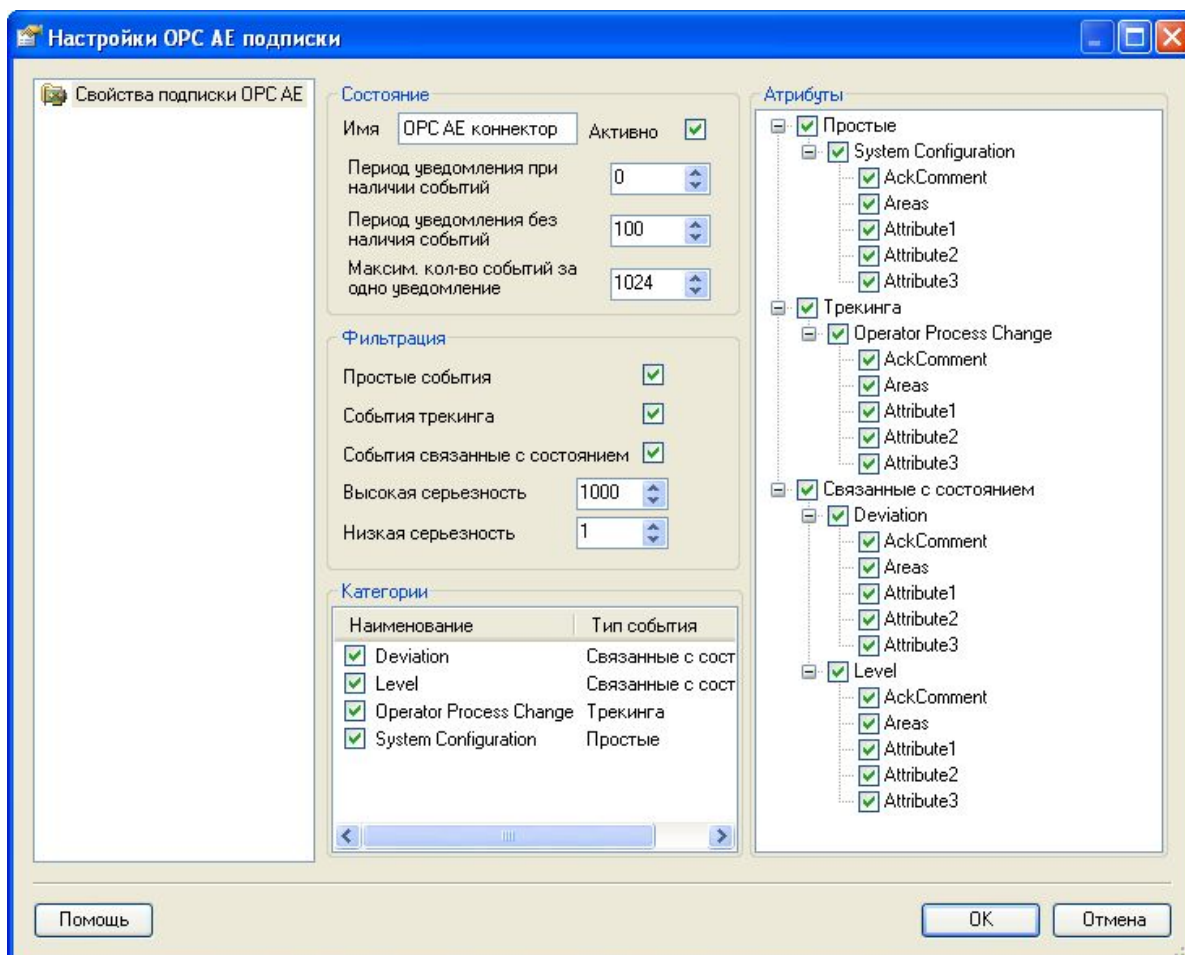 Настройки OPC AE подписки
Свойства подписки OPC AE
Состояние
Имя OPC AE коннектор Активно
Период уведомления при
наличии событий
0
Период уведомления без
наличия событий
100
Максим. кол-во событий за
одно уведомление
1024
Фильтрация
Простые события
События трекинга
События связанные с состоянием
Высокая серьезность 1000
Низкая серьезность 1
Категории
Наименование Тип события
Deviation Связанные с сост
Level Связанные с сост
Operator Process Change Трекинга
System Configuration Простые
Атрибуты
Простые
System Configuration
AckComment
Areas
Attribute1
Attribute2
Attribute3
Трекинга
Operator Process Change
AckComment
Areas
Attribute1
Attribute2
Attribute3
Связанные с состоянием
Deviation
AckComment
Areas
Attribute1
Attribute2
Attribute3
Level
AckComment
Areas
Attribute1
Attribute2
Attribute3
Помощь OK Отмена